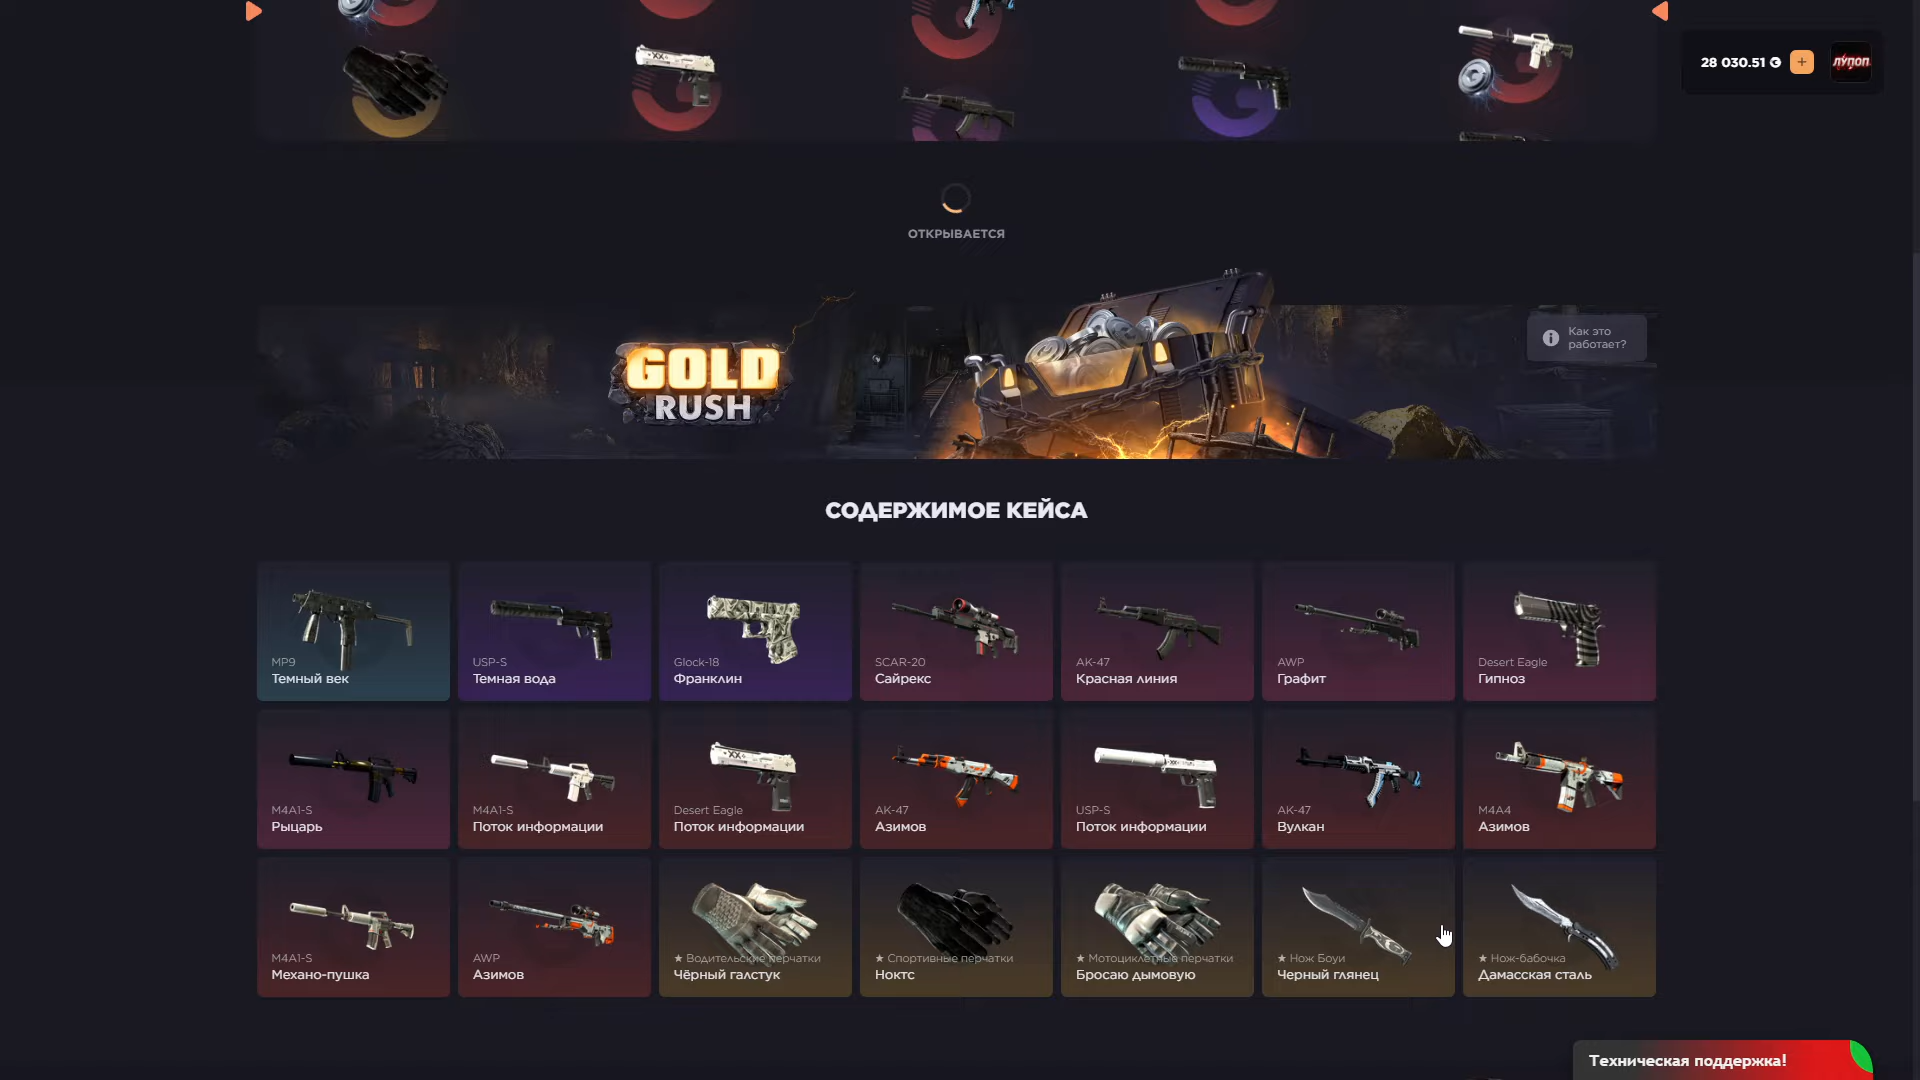 28 030.51
лупоп
ОТКРЫВАЕТСЯ
GOLD
RUSH
Как это
работает?
СОДЕРЖИМОЕ КЕЙСА
MP9
Темный век
USP-S
Темная вода
Glock-18
Франклин
SCAR-20
Сайрекс
AK-47
Красная линия
AWP
Графит
Desert Eagle
Гипноз
M4A1-S
Рыцарь
M4A1-S
Поток информации
Desert Eagle
Поток информации
AK-47
Азимов
USP-S
Поток информации
AK-47
Вулкан
M4A4
Азимов
M4A1-S
Механо-пушка
AWP
Азимов
★ Водительские перчатки
Чёрный галстук
★ Спортивные перчатки
Ноктс
★ Мотоциклетные перчатки
Бросаю дымовую
★ Нож Боуи
Черный глянец
★ Нож-бабочка
Дамасская сталь
Техническая поддержка!